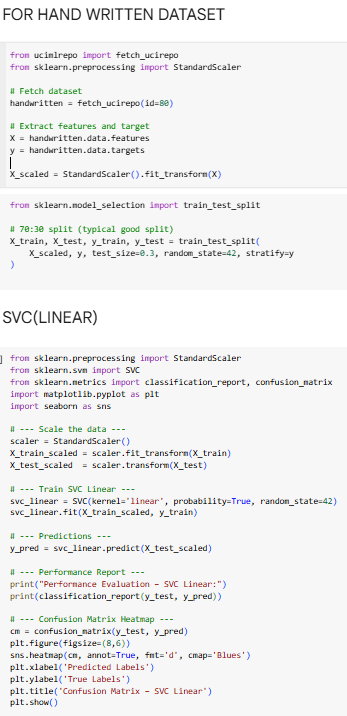 FOR HAND WRITTEN DATASET
from ucimlrepo import fetch_ucirepo
from sklearn.preprocessing import StandardScaler
# Fetch dataset
handwritten = fetch_ucirepo(id=80)
# Extract features and target
X = handwritten.data.features
y = handwritten.data.targets
X_scaled = StandardScaler().fit_transform(X)
from sklearn.model_selection import train_test_split
# 70:30 split (typical good split)
X_train, X_test, y_train, y_test = train_test_split(
    X_scaled, y, test_size=0.3, random_state=42, stratify=y
)
SVC(LINEAR)
from sklearn.preprocessing import StandardScaler
from sklearn.svm import SVC
from sklearn.metrics import classification_report, confusion_matrix
import matplotlib.pyplot as plt
import seaborn as sns
# --- Scale the data ---
scaler = StandardScaler()
X_train_scaled = scaler.fit_transform(X_train)
X_test_scaled  = scaler.transform(X_test)
# --- Train SVC Linear ---
svc_linear = SVC(kernel='linear', probability=True, random_state=42)
svc_linear.fit(X_train_scaled, y_train)
# --- Predictions ---
y_pred = svc_linear.predict(X_test_scaled)
# --- Performance Report ---
print("Performance Evaluation – SVC Linear:")
print(classification_report(y_test, y_pred))
# --- Confusion Matrix Heatmap ---
cm = confusion_matrix(y_test, y_pred)
plt.figure(figsize=(8,6))
sns.heatmap(cm, annot=True, fmt='d', cmap='Blues')
plt.xlabel('Predicted Labels')
plt.ylabel('True Labels')
plt.title('Confusion Matrix – SVC Linear')
plt.show()